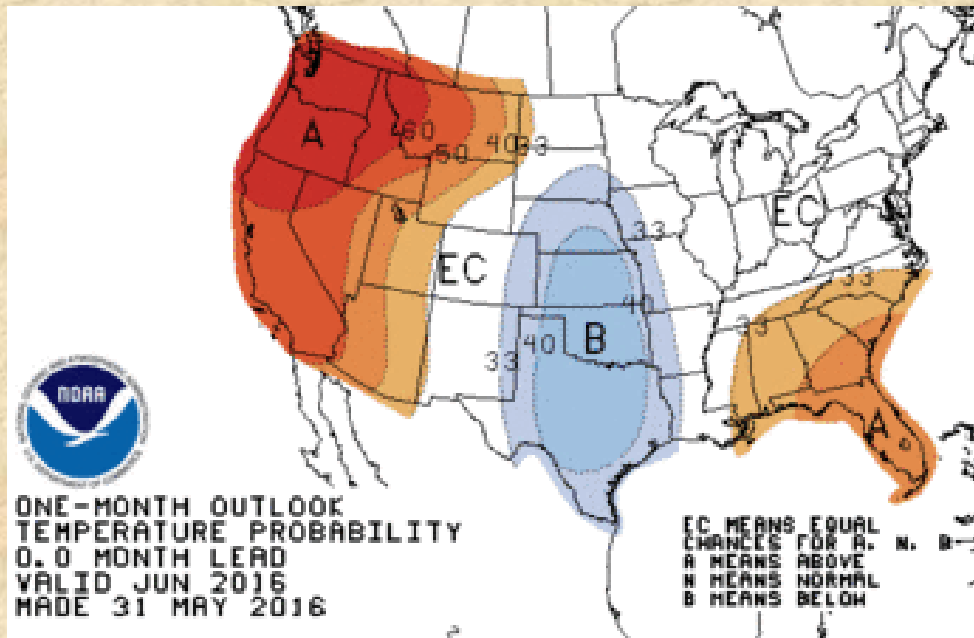 A
60
50
40
33
EC
33
EC
40
B
40
33
33
33
A
NOAA
ONE-MONTH OUTLOOK
TEMPERATURE PROBABILITY
0.0 MONTH LEAD
VALID JUN 2016
MADE 31 MAY 2016
EC MEANS EQUAL
CHANCES FOR A, N, B
A MEANS ABOVE
N MEANS NORMAL
B MEANS BELOW